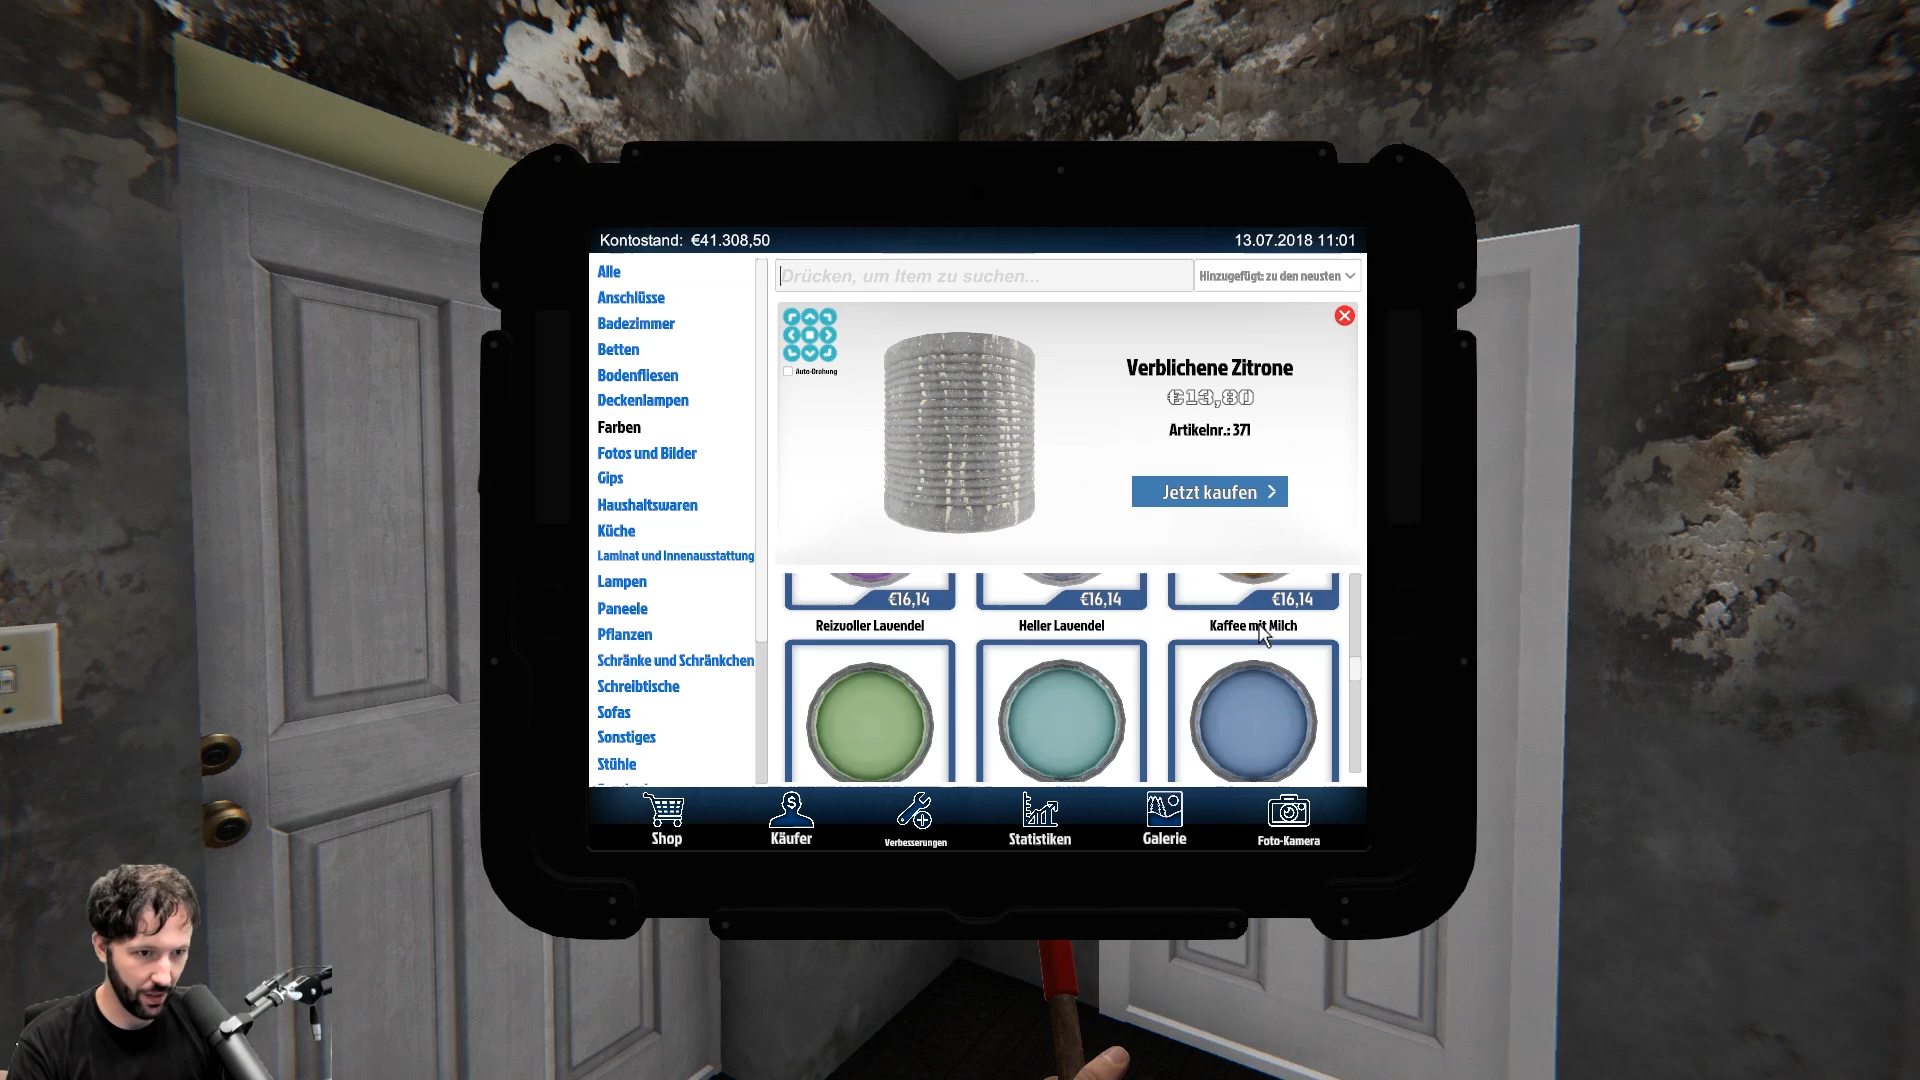 Kontostand: €41.308,50
13.07.2018 11:01
Alle
Anschlüsse
Badezimmer
Betten
Bodenfliesen
Deckenlampen
Farben
Fotos und Bilder
Gips
Haushaltswaren
Küche
Laminat und Innenausstattung
Lampen
Paneele
Pflanzen
Schränke und Schränkchen
Schreibtische
Sofas
Sonstiges
Stühle
Drücken, um Item zu suchen...
Hinzugefügt: zu den neusten
Auto-Drehung
Verblichene Zitrone
€13,80
Artikelnr.: 371
Jetzt kaufen
€16,14
€16,14
€16,14
Reizvoller Lavendel
Heller Lavendel
Kaffee mit Milch
Shop
Käufer
Verbesserungen
Statistiken
Galerie
Foto-Kamera